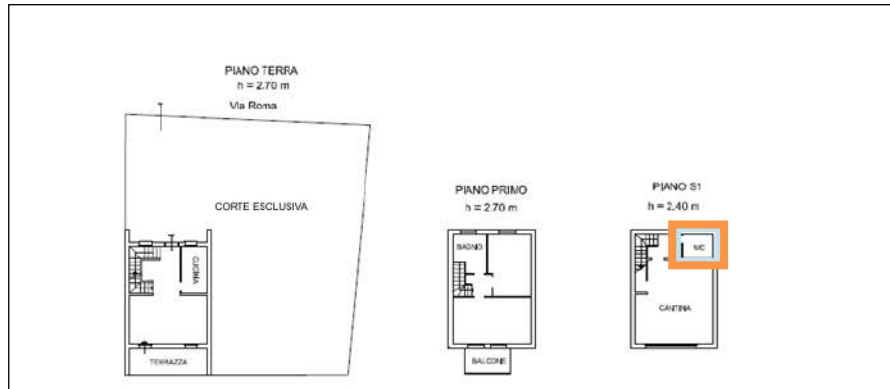 PIANO TERRA
h = 2.70 m
Via Roma
CORTE ESCLUSIVA
CUCINA
TERRAZZA
PIANO PRIMO
h = 2.70 m
BAGNO
BALCONE
PIANO S1
h = 2.40 m
WC
CANTINA